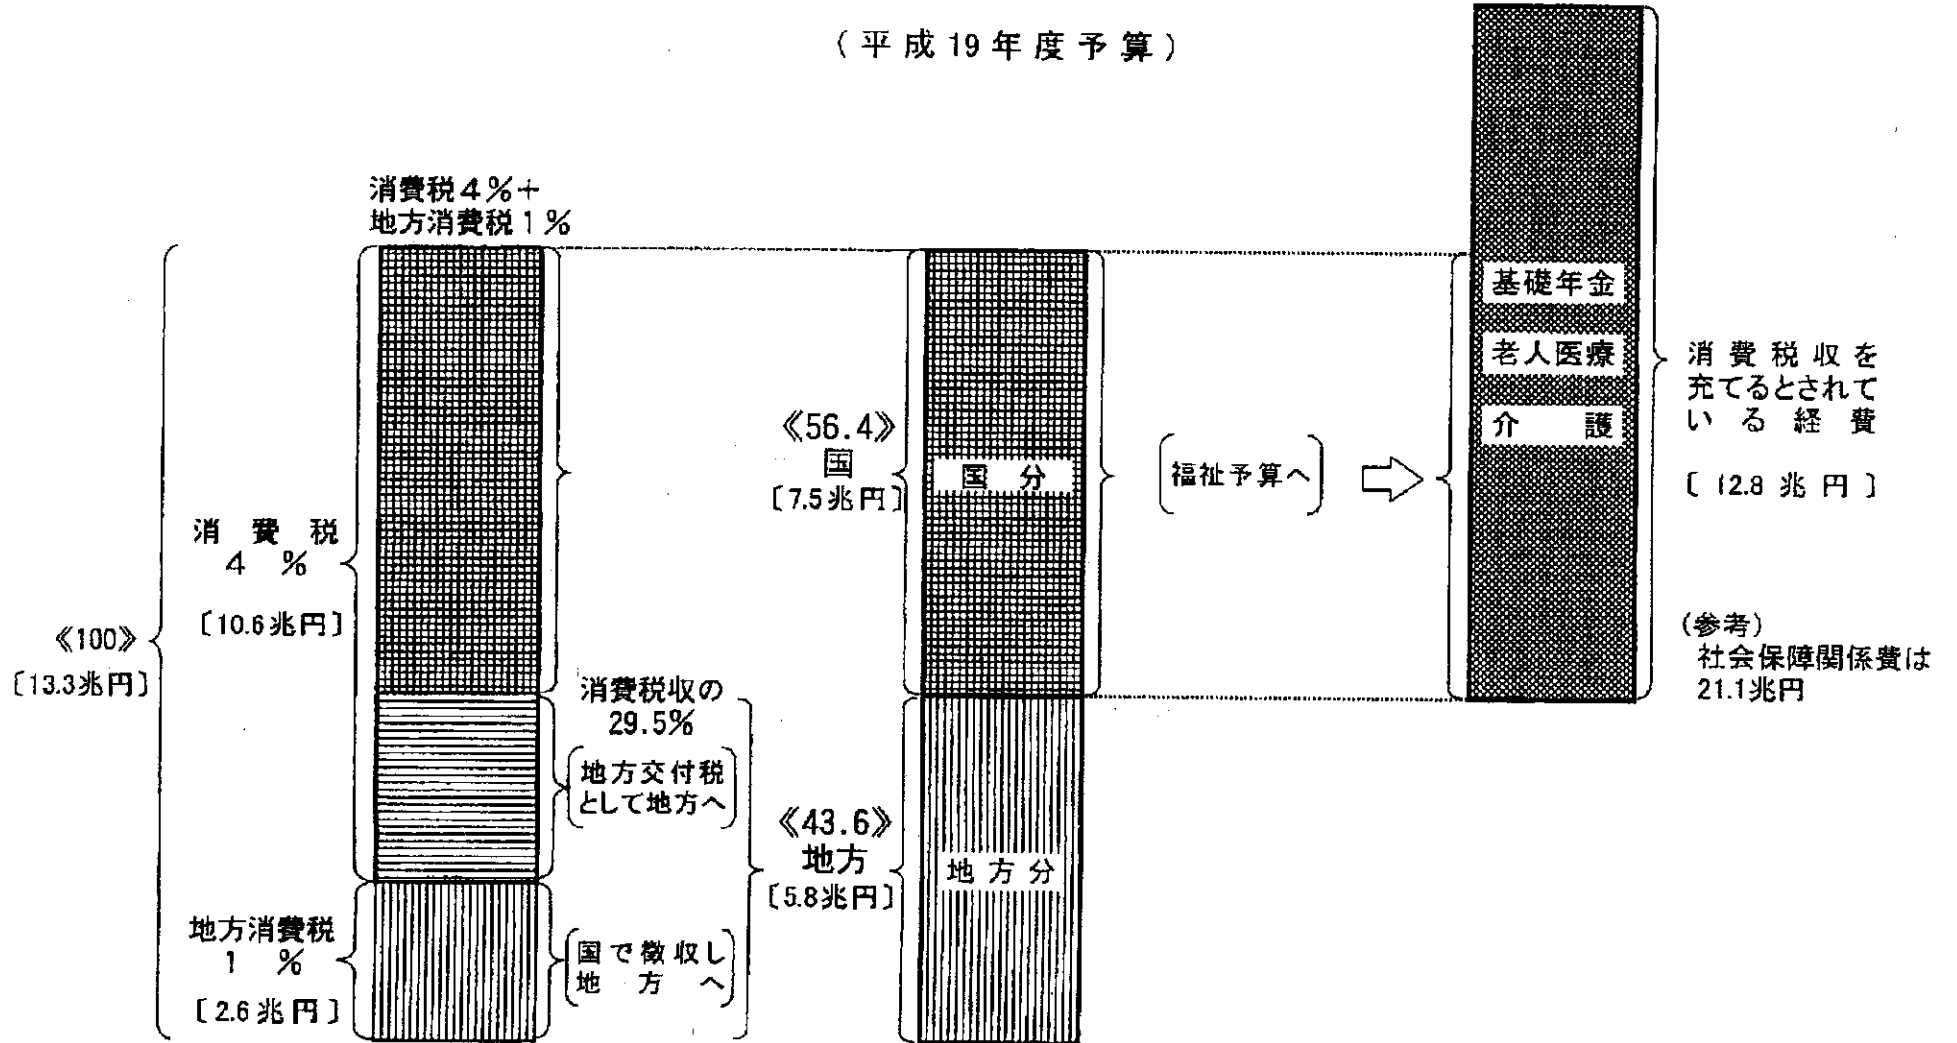 (平成19年度予算)
消費税4%+
地方消費税1%
《100》
〔13.3兆円〕
消費税
4%
〔10.6兆円〕
地方消費税
1%
〔2.6兆円〕
消費税収の
29.5%
地方交付税
として地方へ
国で徴収し
地方へ
《56.4》
国
〔7.5兆円〕
国分
《43.6》
地方
〔5.8兆円〕
地方分
福祉予算へ
基礎年金
老人医療
介護
消費税収を
充てるとされて
いる経費
〔12.8兆円〕
(参考)
社会保障関係費は
21.1兆円